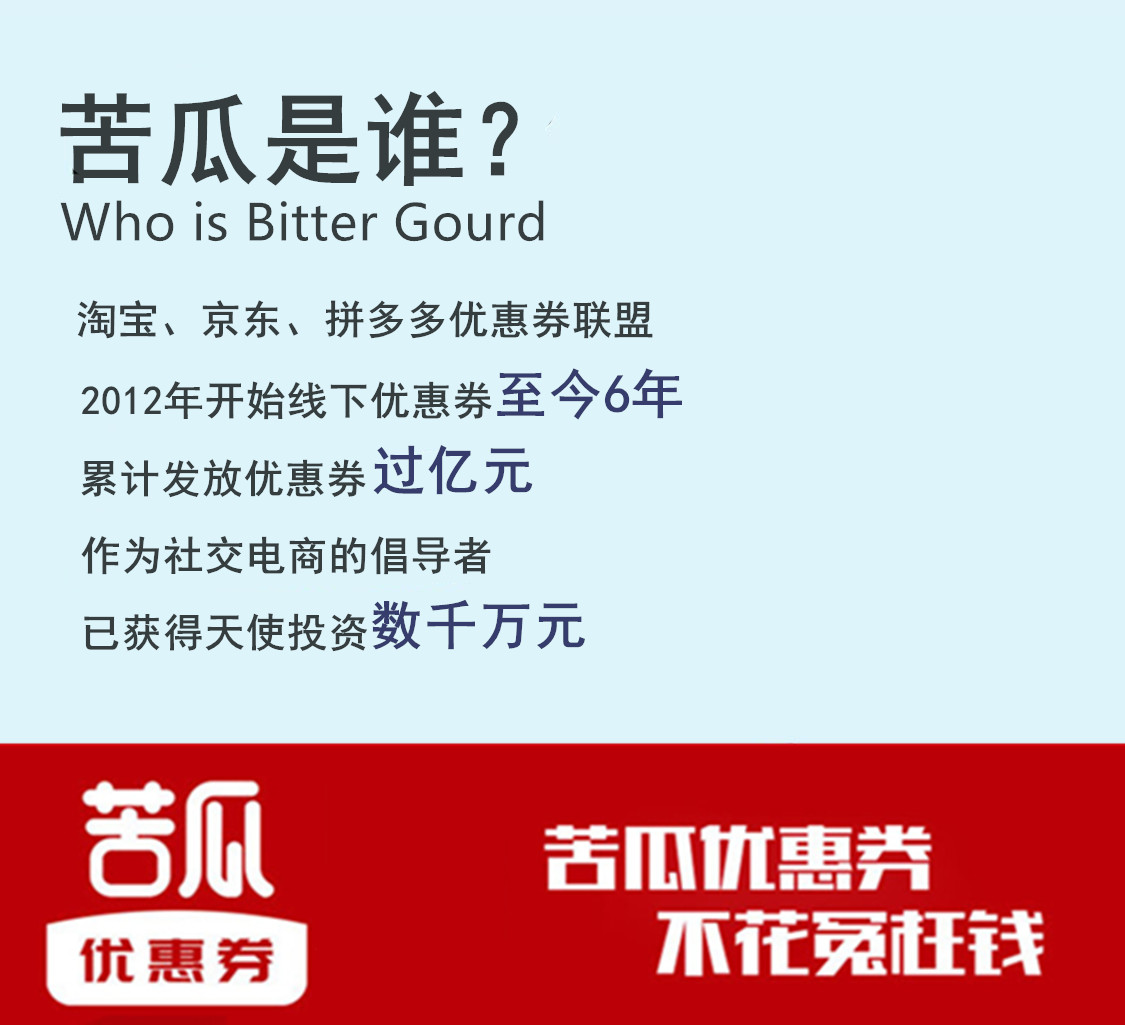 苦瓜是谁？
Who is Bitter Gourd
淘宝、京东、拼多多优惠券联盟
2012年开始线下优惠券至今6年
累计发放优惠券过亿元
作为社交电商的倡导者
已获得天使投资数千万元
苦瓜
优惠券
苦瓜优惠券
不花冤枉钱